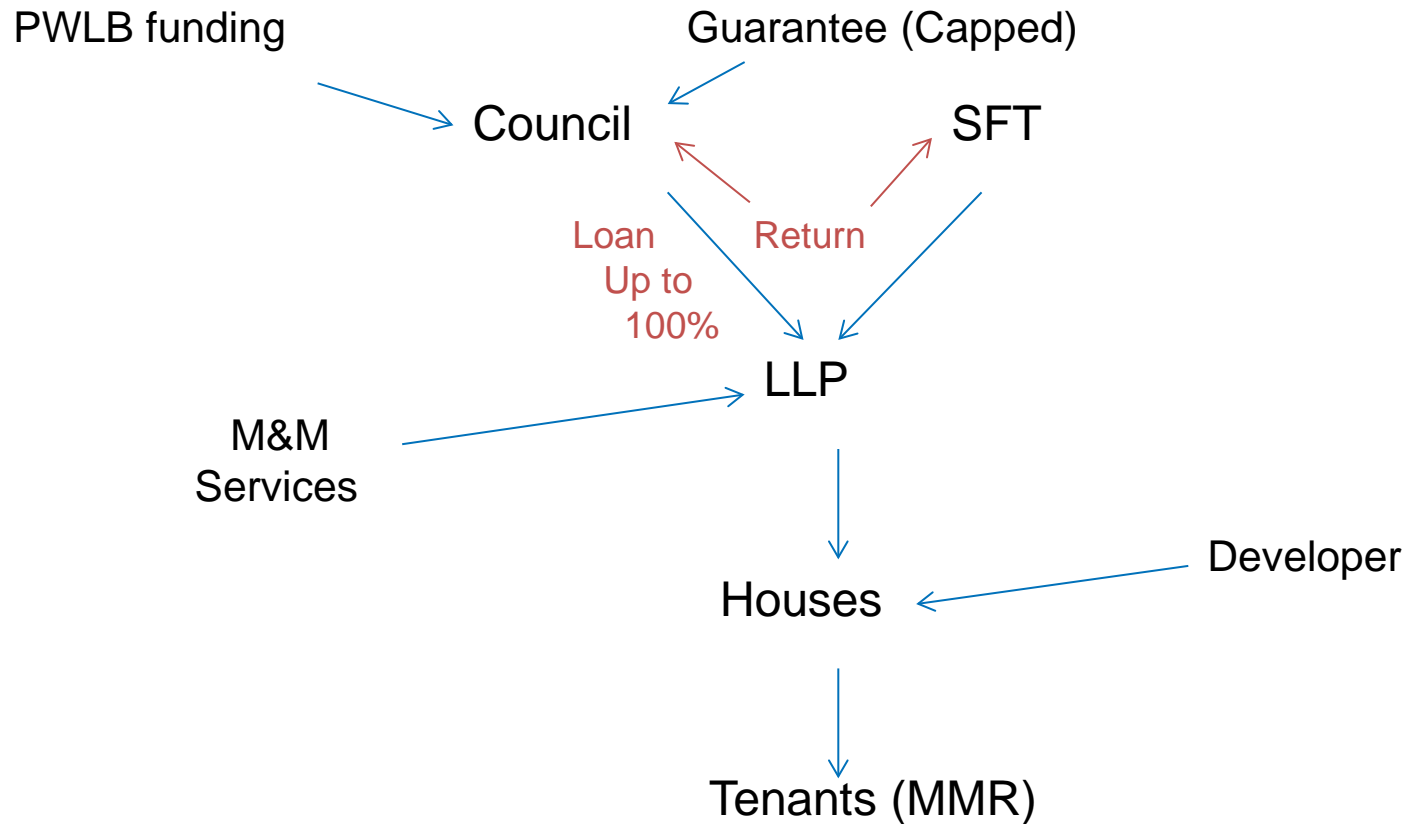 PWLB funding
Guarantee (Capped)
Council
SFT
Loan
Up to
100%
Return
LLP
M&M
Services
Developer
Houses
Tenants (MMR)